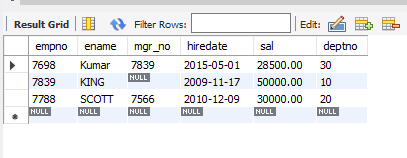 Result Grid Filter Rows: Edit:
empno ename mgr_no hiredate sal deptno
7698 Kumar 7839 2015-05-01 28500.00 30
7839 KING NULL 2009-11-17 50000.00 10
7788 SCOTT 7566 2010-12-09 30000.00 20
NULL NULL NULL NULL NULL NULL